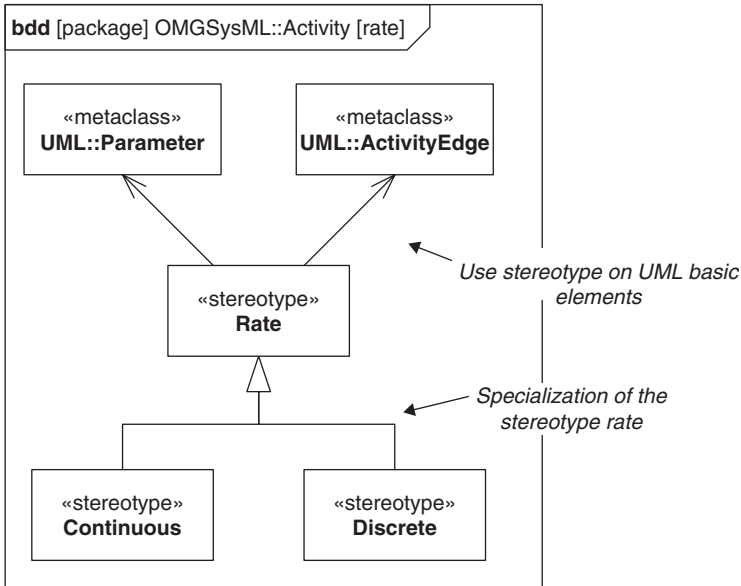 bdd [package] OMGSysML::Activity [rate]
«metaclass»
UML::Parameter
«metaclass»
UML::ActivityEdge
Use stereotype on UML basic
elements
«stereotype»
Rate
Specialization of the
stereotype rate
«stereotype»
Continuous
«stereotype»
Discrete